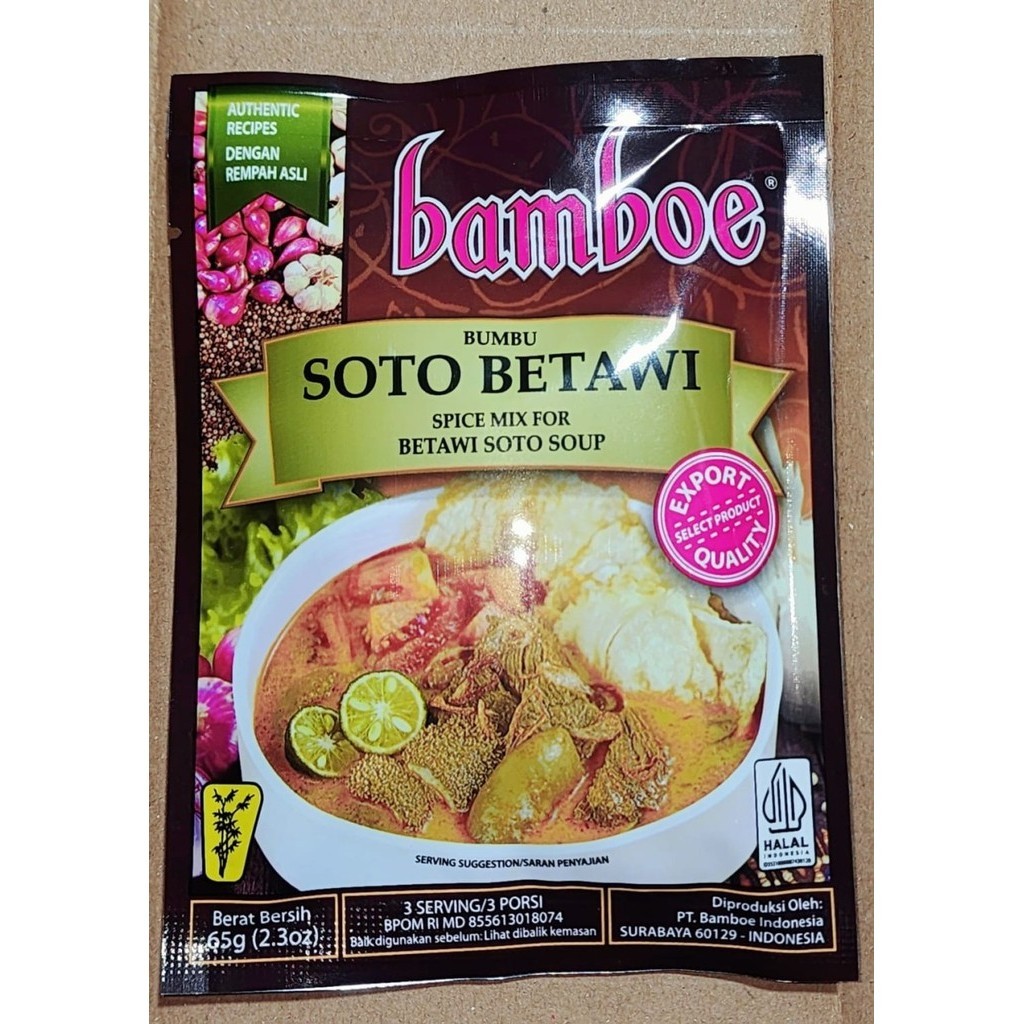 AUTHENTIC
RECIPES
DENGAN
REMPAH ASLI
bamboe®
BUMBU
SOTO BETAWI
SPICE MIX FOR
BETAWI SOTO SOUP
EXPORT
SELECT PRODUCT
QUALITY
HALAL
INDONESIA
SERVING SUGGESTION/SARAN PENYAJIAN
Berat Bersih
65g (2.3oz)
3 SERVING/3 PORSI
BPOM RI MD 855613018074
Baik digunakan sebelum: Lihat dibalik kemasan
Diproduksi Oleh:
PT. Bamboe Indonesia
SURABAYA 60129 - INDONESIA